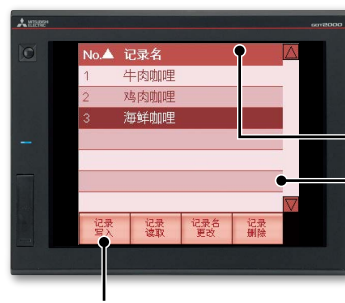 MITSUBISHI
ELECTRIC
GOT2000
No.▲ 记录名
1 牛肉咖哩
2 鸡肉咖哩
3 海鲜咖哩
记录
写入
记录
读取
记录名
更改
记录
删除